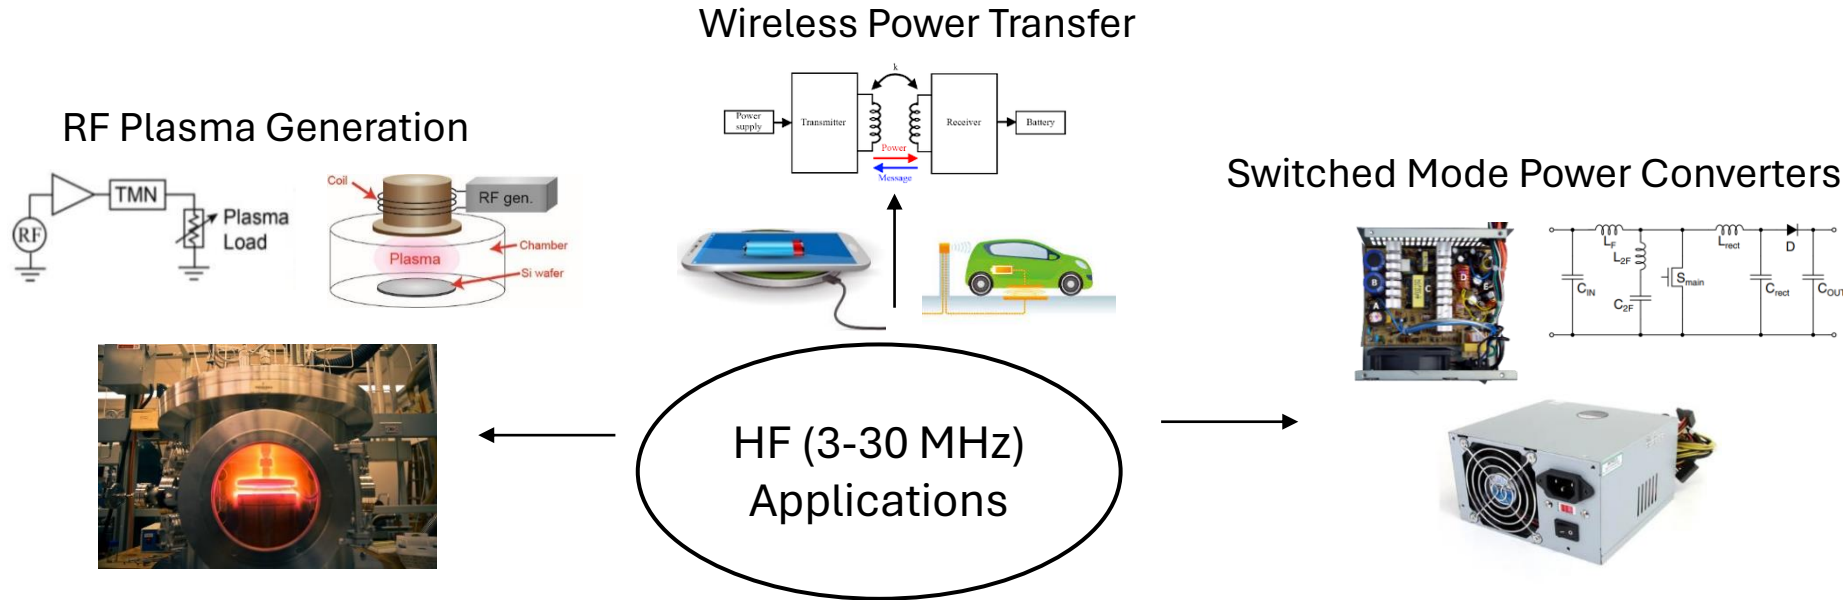 Wireless Power Transfer
k
Power
supply
Transmitter
Receiver
Battery
Power
Message
RF Plasma Generation
RF
TMN
Plasma
Load
Coil
RF gen.
Chamber
Plasma
Si wafer
Switched Mode Power Converters
A
B
C
D
E
C_IN
L_F
L_2F
C_2F
S_main
L_rect
D
C_rect
C_OUT
HF (3-30 MHz)
Applications